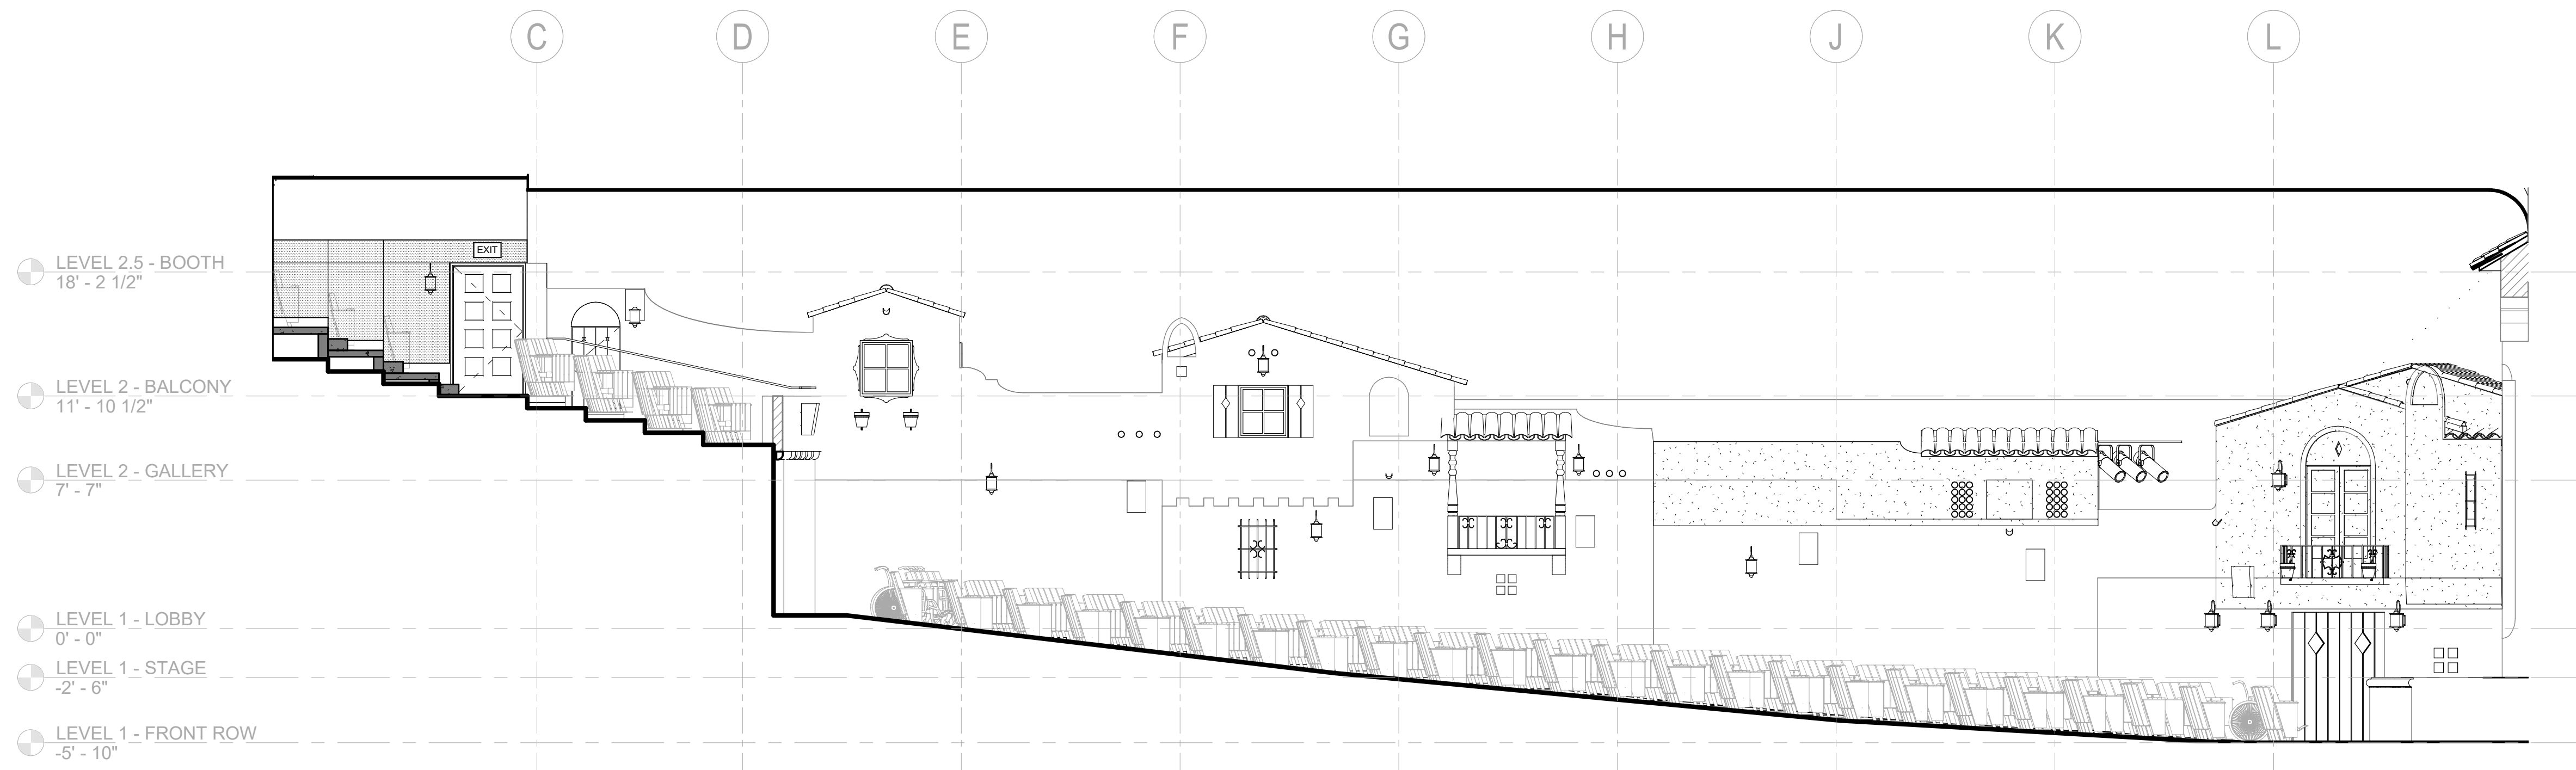 C D E F G H J K L
EXIT
LEVEL 2.5 - BOOTH
18' - 2 1/2"
LEVEL 2 - BALCONY
11' - 10 1/2"
LEVEL 2 - GALLERY
7' - 7"
LEVEL 1 - LOBBY
0' - 0"
LEVEL 1 - STAGE
-2' - 6"
LEVEL 1 - FRONT ROW
-5' - 10"